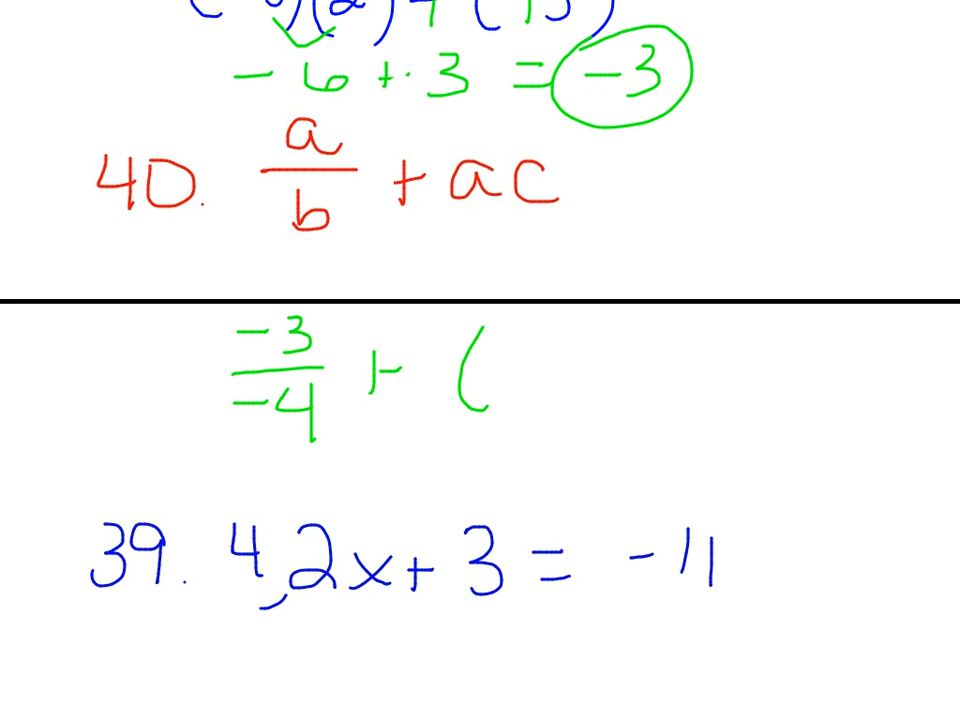 - 6 + 3 = -3
40. a/b + ac
-3/-4 + (
39. 4,2x + 3 = -11